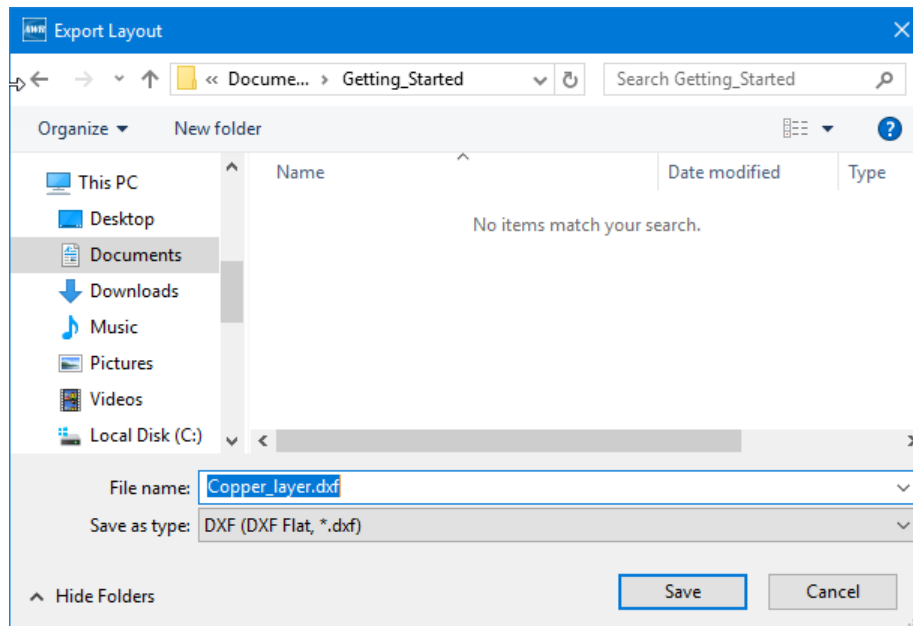 AWR Export Layout
« Docume... › Getting_Started
Search Getting_Started
Organize
New folder
?
Name
Date modified
Type
This PC
No items match your search.
Desktop
Documents
Downloads
Music
Pictures
Videos
Local Disk (C:)
File name: Copper_layer.dxf
Save as type: DXF (DXF Flat, *.dxf)
Hide Folders
Save
Cancel